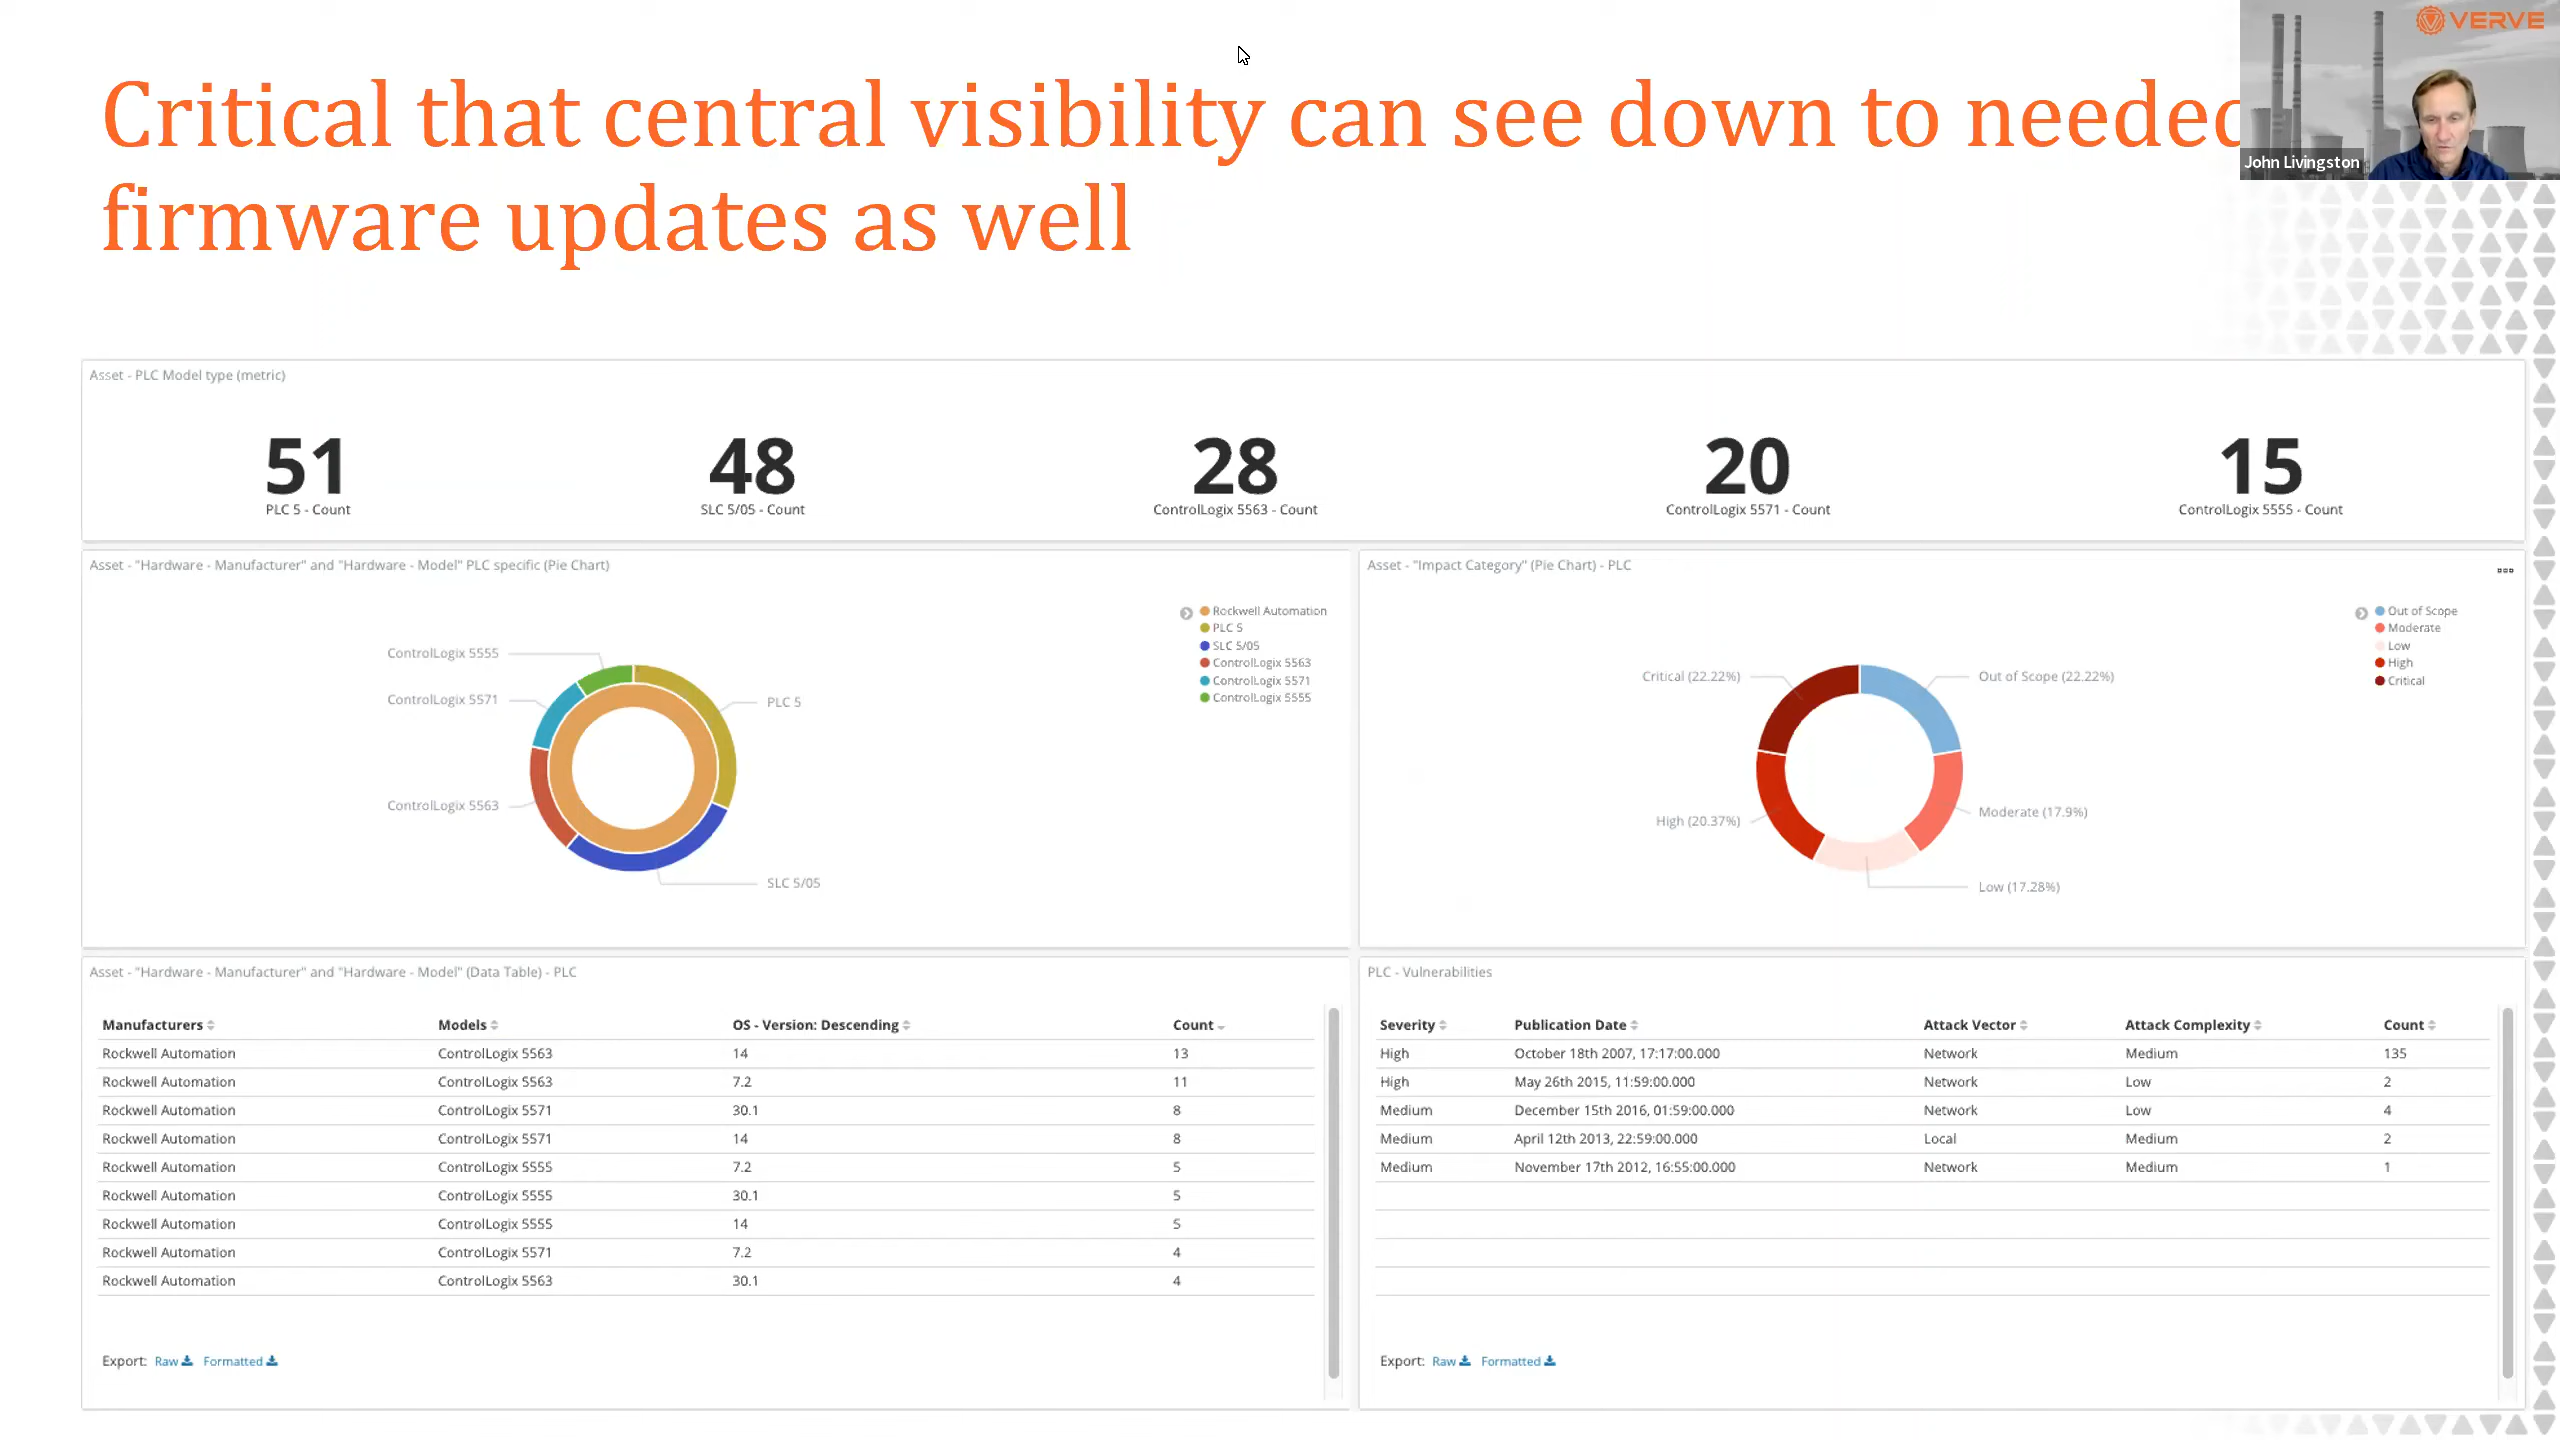 VERVE
Critical that central visibility can see down to needed
John Livingston
firmware updates as well
Asset - PLC Model type (metric)
51 48 28 20 15
PLC 5 - Count SLC 5/05 - Count ControlLogix 5563 - Count ControlLogix 5571 - Count ControlLogix 5555 - Count
Asset - "Hardware - Manufacturer" and "Hardware - Model" PLC specific (Pie Chart)
Rockwell Automation
PLC 5
SLC 5/05
ControlLogix 5563
ControlLogix 5571
ControlLogix 5555
ControlLogix 5555
ControlLogix 5571
PLC 5
ControlLogix 5563
SLC 5/05
Asset - "Impact Category" (Pie Chart) - PLC
Out of Scope
Moderate
Low
High
Critical
Critical (22.22%) Out of Scope (22.22%)
Moderate (17.9%)
High (20.37%)
Low (17.28%)
Asset - "Hardware - Manufacturer" and "Hardware - Model" (Data Table) - PLC
Manufacturers Models OS - Version: Descending Count
Rockwell Automation ControlLogix 5563 14 13
Rockwell Automation ControlLogix 5563 7.2 11
Rockwell Automation ControlLogix 5571 30.1 8
Rockwell Automation ControlLogix 5571 14 8
Rockwell Automation ControlLogix 5555 7.2 5
Rockwell Automation ControlLogix 5555 30.1 5
Rockwell Automation ControlLogix 5555 14 5
Rockwell Automation ControlLogix 5571 7.2 4
Rockwell Automation ControlLogix 5563 30.1 4
Export: Raw Formatted
PLC - Vulnerabilities
Severity Publication Date Attack Vector Attack Complexity Count
High October 18th 2007, 17:17:00.000 Network Medium 135
High May 26th 2015, 11:59:00.000 Network Low 2
Medium December 15th 2016, 01:59:00.000 Network Low 4
Medium April 12th 2013, 22:59:00.000 Local Medium 2
Medium November 17th 2012, 16:55:00.000 Network Medium 1
Export: Raw Formatted